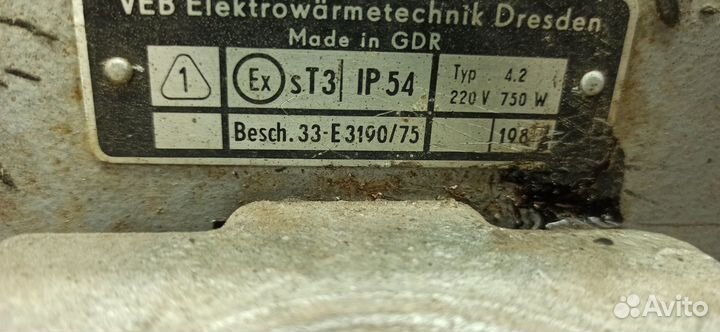 VEB Elektrowärmetechnik Dresden
Made in GDR
1 Ex s T3 IP 54 Typ 4.2
220 V 750 W
Besch. 33-E 3190/75
Avito